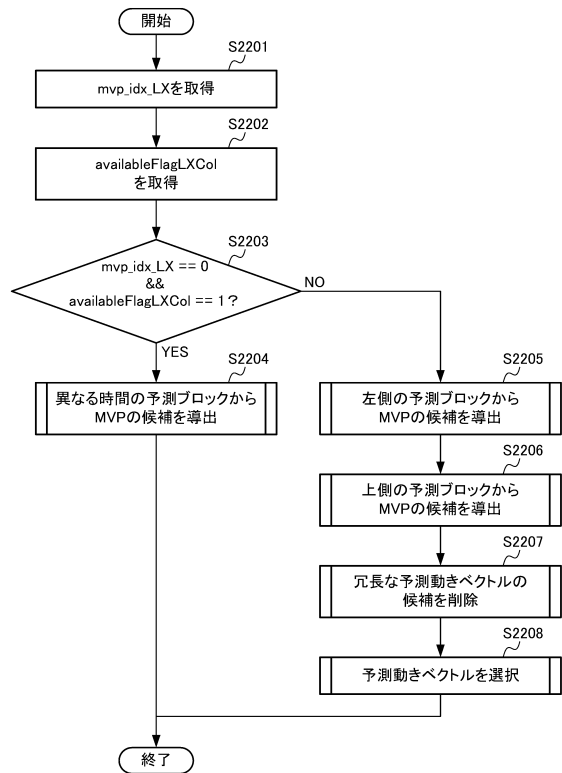 開始
S2201
mvp_idx_LXを取得
S2202
availableFlagLXCol
を取得
S2203
mvp_idx_LX == 0
&&
availableFlagLXCol == 1?
NO
YES
S2204
異なる時間の予測ブロックから
MVPの候補を導出
S2205
左側の予測ブロックから
MVPの候補を導出
S2206
上側の予測ブロックから
MVPの候補を導出
S2207
冗長な予測動きベクトルの
候補を削除
S2208
予測動きベクトルを選択
終了